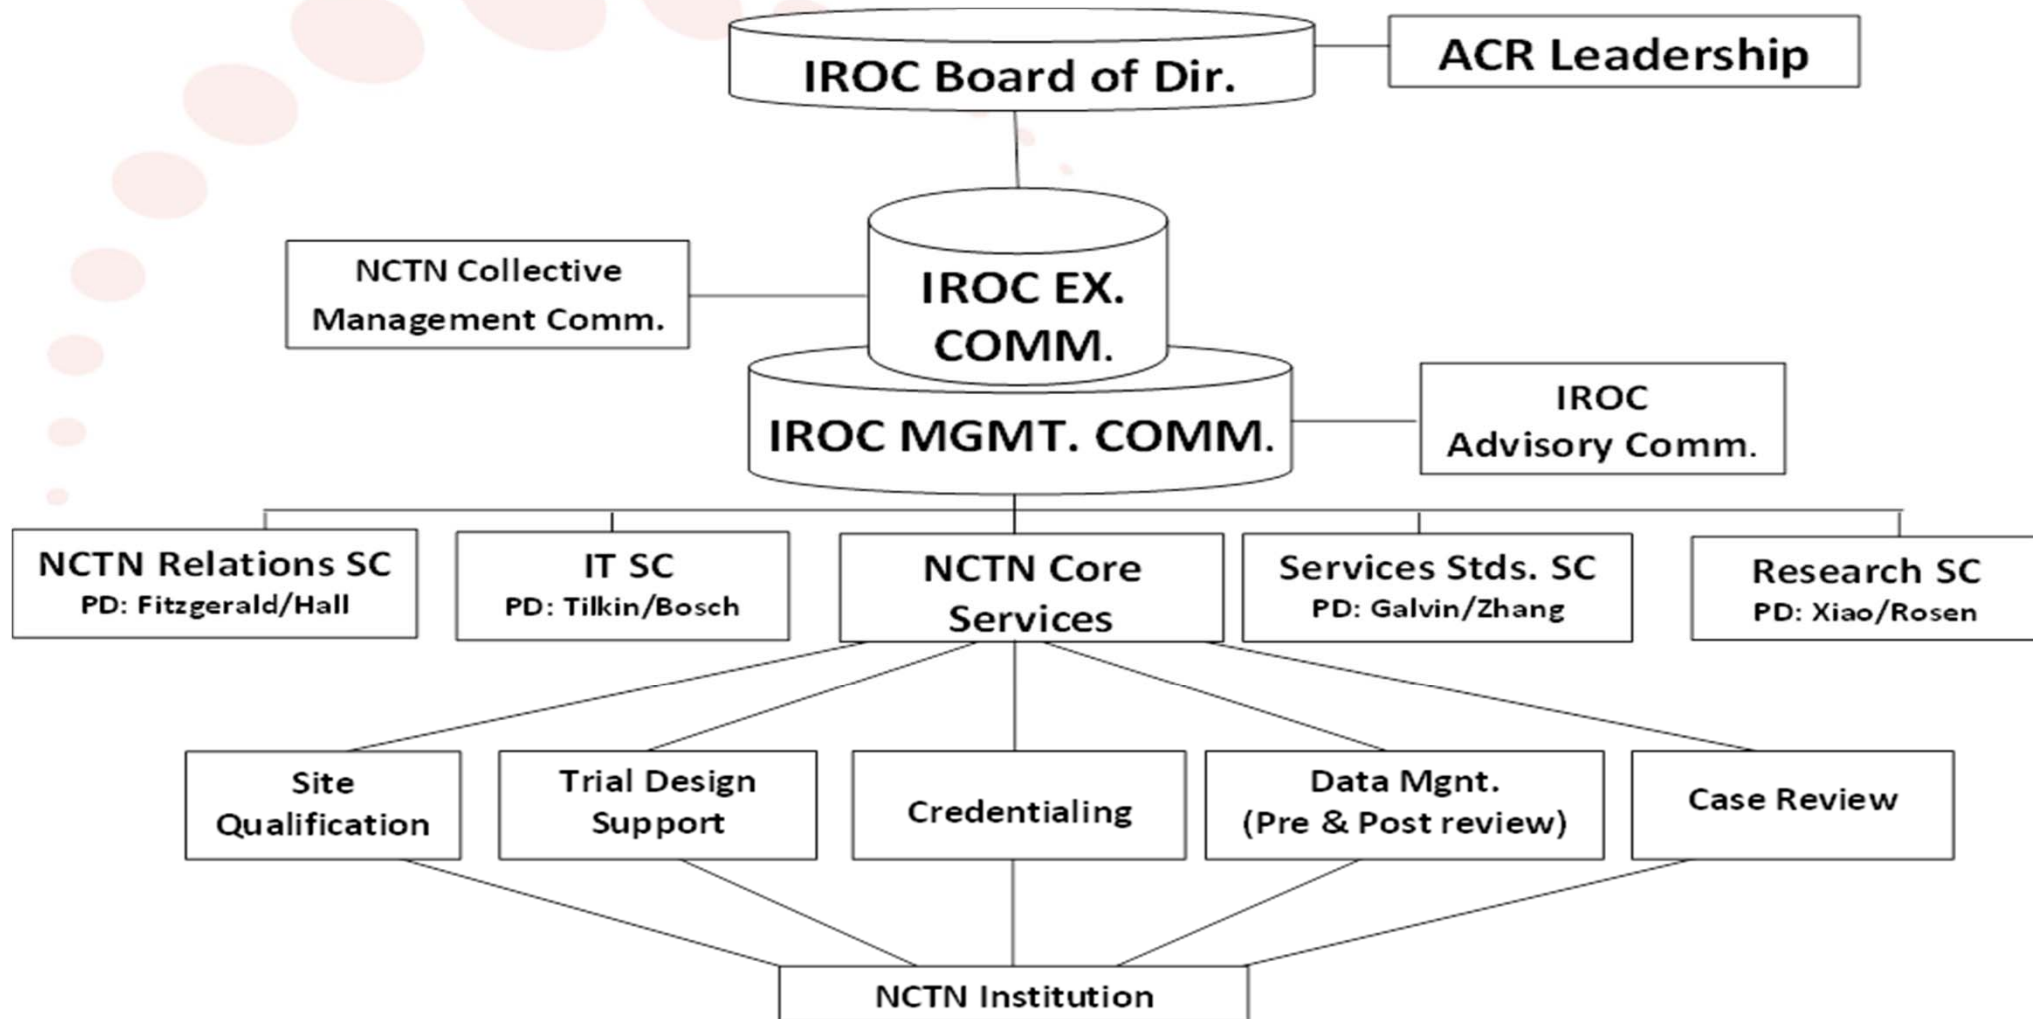 IROC Board of Dir.
ACR Leadership
NCTN Collective
Management Comm.
IROC EX.
COMM.
IROC MGMT. COMM.
IROC
Advisory Comm.
NCTN Relations SC
PD: Fitzgerald/Hall
IT SC
PD: Tilkin/Bosch
NCTN Core
Services
Services Stds. SC
PD: Galvin/Zhang
Research SC
PD: Xiao/Rosen
Site
Qualification
Trial Design
Support
Credentialing
Data Mgnt.
(Pre & Post review)
Case Review
NCTN Institution